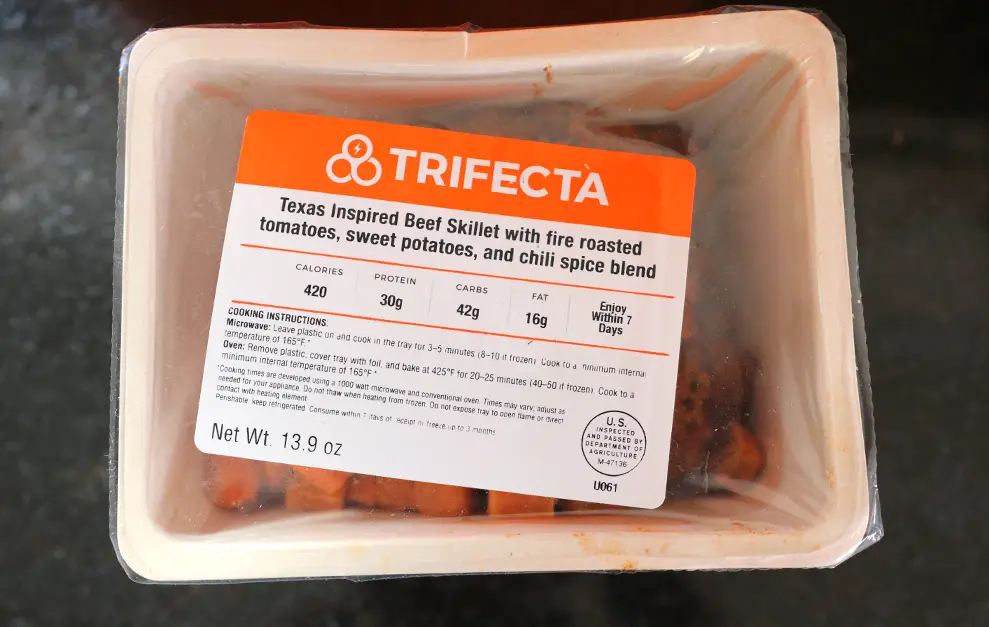 TRIFECTA
Texas Inspired Beef Skillet with fire roasted
tomatoes, sweet potatoes, and chili spice blend
CALORIES
420
PROTEIN
30g
CARBS
42g
FAT
16g
Enjoy
Within 7
Days
COOKING INSTRUCTIONS:
Microwave: Leave plastic on and cook in the tray for 3-5 minutes (8-10 if frozen). Cook to a minimum internal
temperature of 165°F.*
Oven: Remove plastic, cover tray with foil, and bake at 425°F for 20-25 minutes (40-50 if frozen). Cook to a
minimum internal temperature of 165°F.*
*Cooking times are developed using a 1000 watt microwave and conventional oven. Times may vary; adjust as
needed for your appliance. Do not thaw when heating from frozen. Do not expose tray to open flame or direct
contact with heating element.
Perishable, keep refrigerated. Consume within 7 days of receipt or freeze up to 3 months
Net Wt. 13.9 oz
U.S.
INSPECTED
AND PASSED BY
DEPARTMENT OF
AGRICULTURE
M-47136
U061